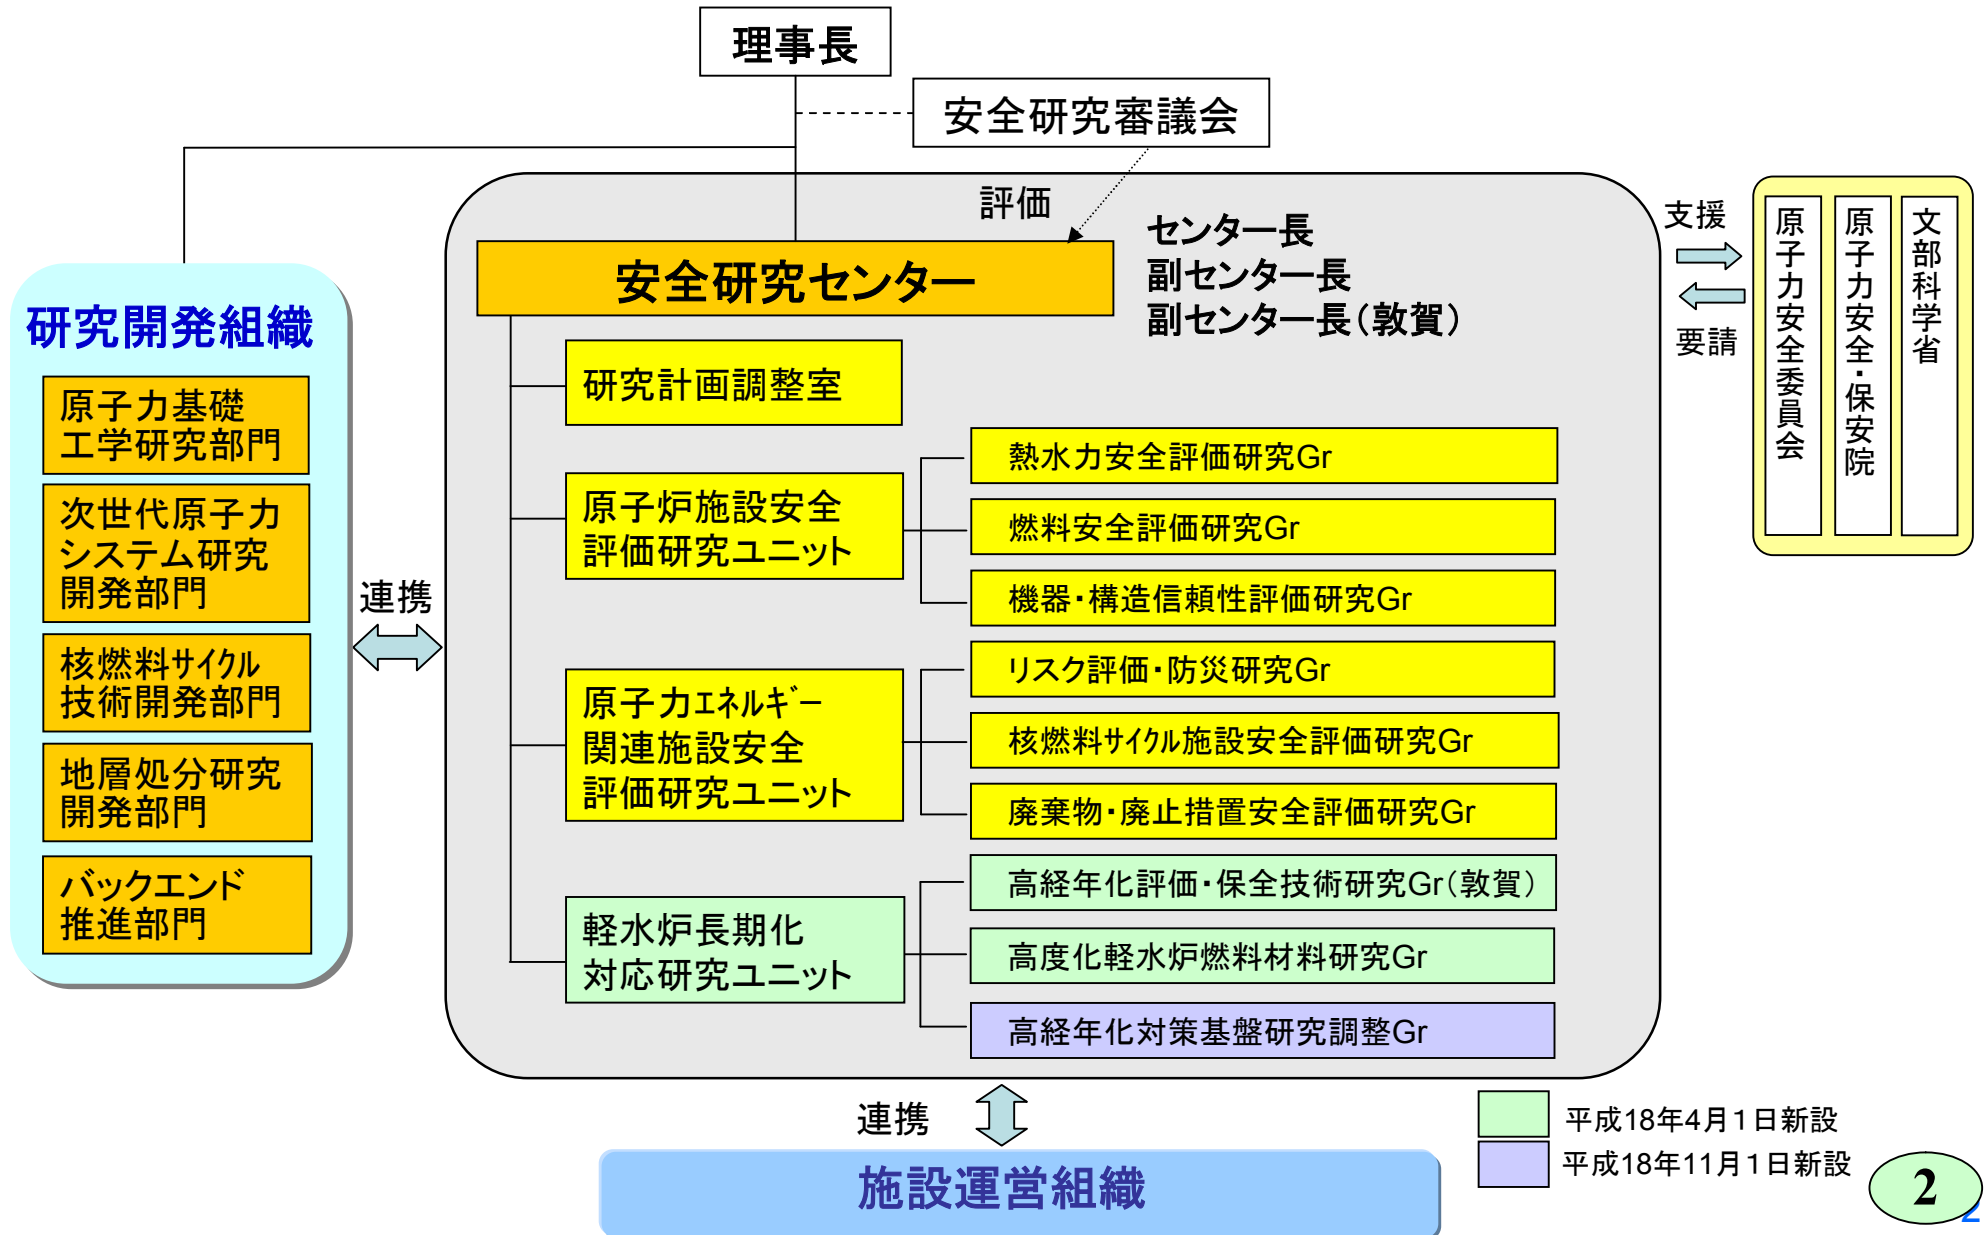 理事長
安全研究審議会
評価
安全研究センター
センター長
副センター長
副センター長(敦賀)
研究開発組織
原子力基礎
工学研究部門
次世代原子力
システム研究
開発部門
核燃料ｻｲｸﾙ
技術開発部門
地層処分研究
開発部門
バックエンド
推進部門
連携
研究計画調整室
原子炉施設安全
評価研究ユニット
熱水力安全評価研究Gr
燃料安全評価研究Gr
機器・構造信頼性評価研究Gr
原子力ｴﾈﾙｷﾞｰ
関連施設安全
評価研究ユニット
リスク評価・防災研究Gr
核燃料ｻｲｸﾙ施設安全評価研究Gr
廃棄物・廃止措置安全評価研究Gr
軽水炉長期化
対応研究ユニット
高経年化評価・保全技術研究Gr(敦賀)
高度化軽水炉燃料材料研究Gr
高経年化対策基盤研究調整Gr
支援
要請
原子力安全委員会
原子力安全・保安院
文部科学省
連携
施設運営組織
平成18年4月１日新設
平成18年11月１日新設
2
2